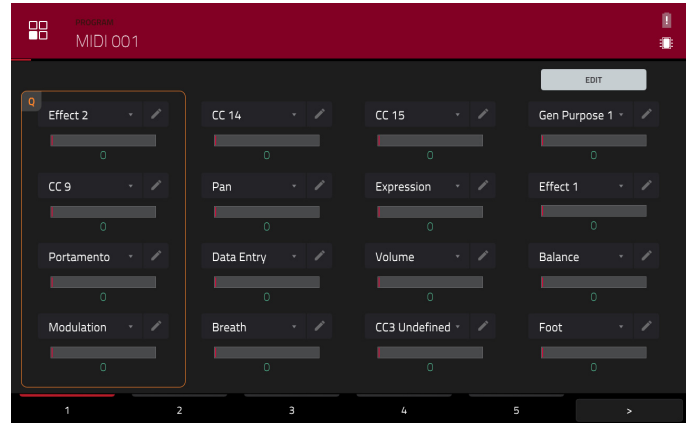 PROGRAM
MIDI 001
!
EDIT
Q
Effect 2 CC 14 CC 15 Gen Purpose 1
0 0 0 0
CC 9 Pan Expression Effect 1
0 0 0 0
Portamento Data Entry Volume Balance
0 0 0 0
Modulation Breath CC3 Undefined Foot
0 0 0 0
1 2 3 4 5 >